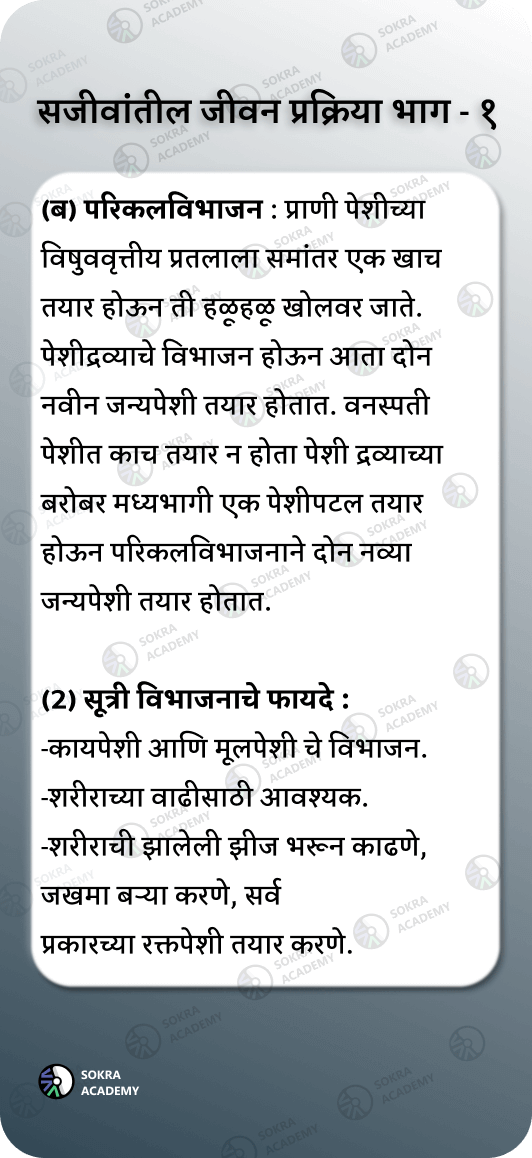 सजीवांतील जीवन प्रक्रिया भाग - १
(ब) परिकलविभाजन : प्राणी पेशीच्या
विषुववृत्तीय प्रतलाला समांतर एक खाच
तयार होऊन ती हळूहळू खोलवर जाते.
पेशीद्रव्याचे विभाजन होऊन आता दोन
नवीन जन्यपेशी तयार होतात. वनस्पती
पेशीत काच तयार न होता पेशी द्रव्याच्या
बरोबर मध्यभागी एक पेशीपटल तयार
होऊन परिकलविभाजनाने दोन नव्या
जन्यपेशी तयार होतात.
(2) सूत्री विभाजनाचे फायदे :
-कायपेशी आणि मूलपेशी चे विभाजन.
-शरीराच्या वाढीसाठी आवश्यक.
-शरीराची झालेली झीज भरून काढणे,
जखमा बऱ्या करणे, सर्व
प्रकारच्या रक्तपेशी तयार करणे.
SOKRA
ACADEMY